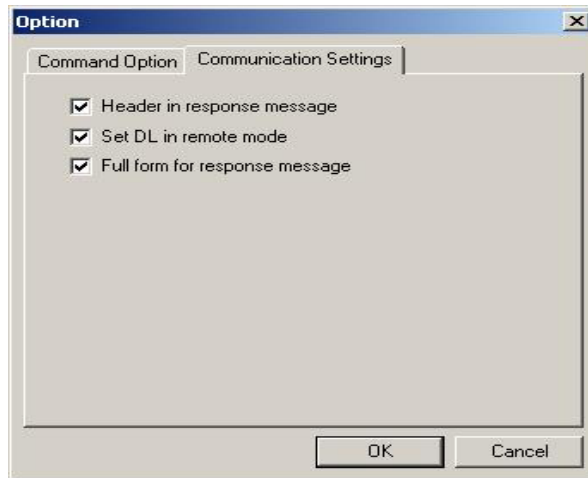 Option
Command Option Communication Settings
Header in response message
Set DL in remote mode
Full form for response message
OK Cancel